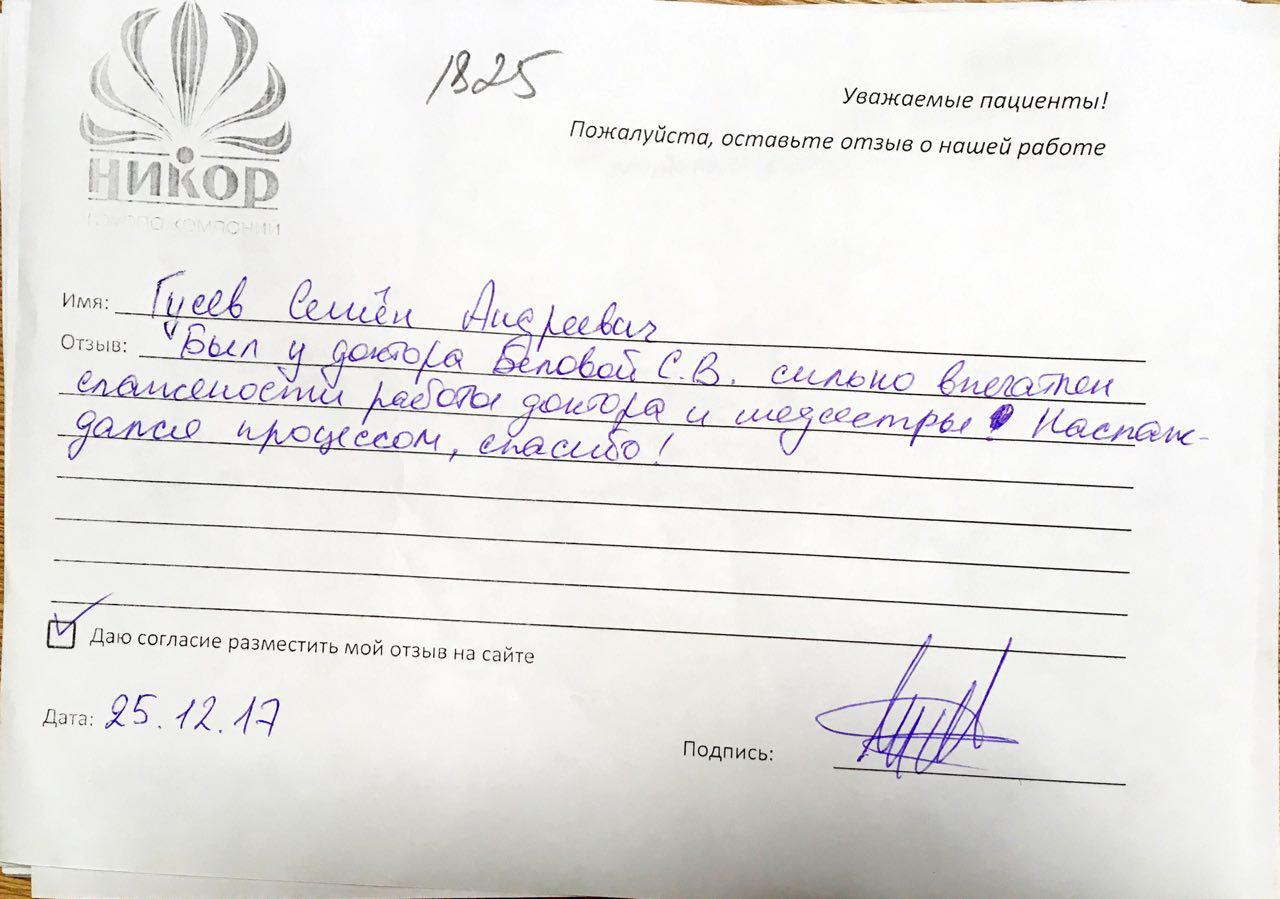 1825
НИКОР
ГРУППА КОМПАНИЙ
Уважаемые пациенты!
Пожалуйста, оставьте отзыв о нашей работе
Имя: Гусев Семён Андреевич
Отзыв: "Был у доктора Беловой С.В. сильно впечатлен
слажености работы доктора и медсестры! Наслаж-
дался процессом, спасибо!
Даю согласие разместить мой отзыв на сайте
Дата: 25.12.17
Подпись: